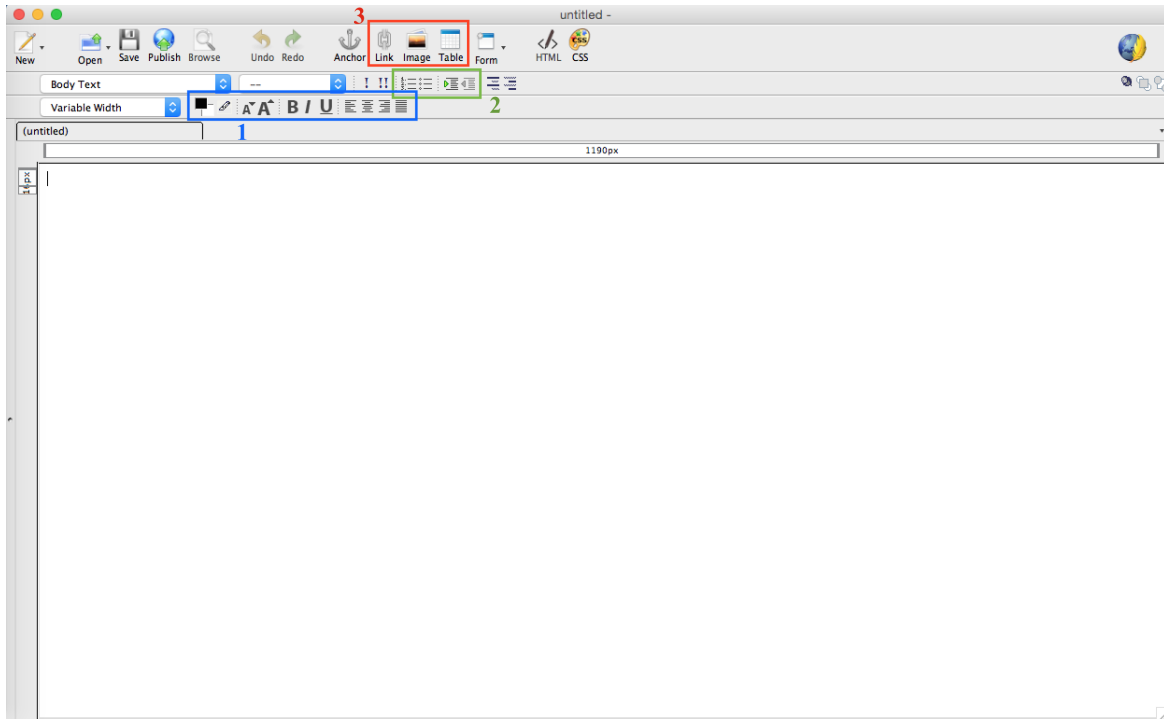 untitled -
3
New Open Save Publish Browse Undo Redo Anchor Link Image Table Form HTML CSS
Body Text -- ! !!
2
Variable Width A A B I U
1
(untitled)
1190px